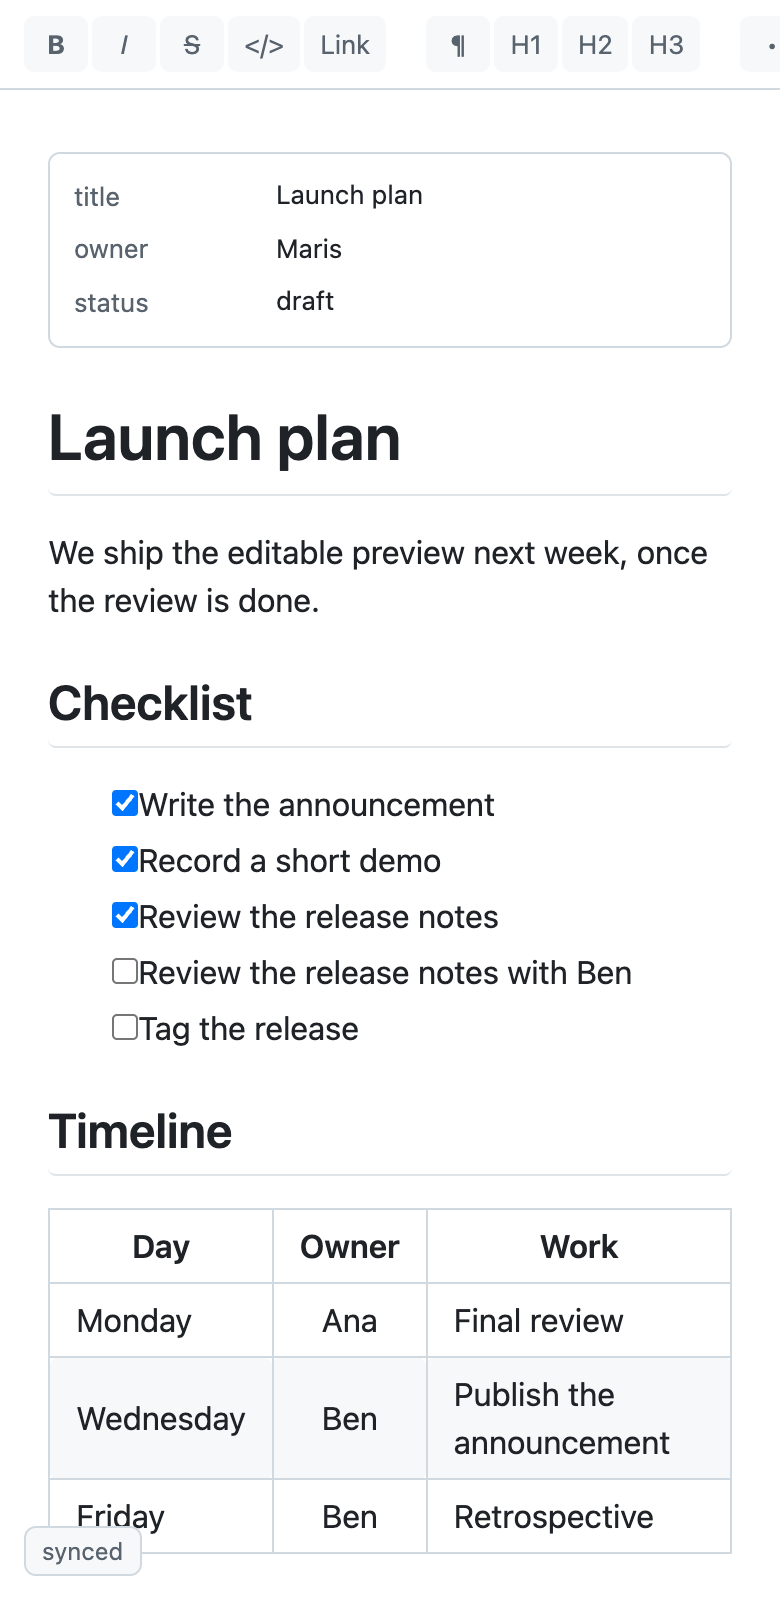 B I S </> Link ¶ H1 H2 H3
title Launch plan
owner Maris
status draft
Launch plan
We ship the editable preview next week, once
the review is done.
Checklist
Write the announcement
Record a short demo
Review the release notes
Review the release notes with Ben
Tag the release
Timeline
Day Owner Work
Monday Ana Final review
Wednesday Ben Publish the
announcement
Friday Ben Retrospective
synced